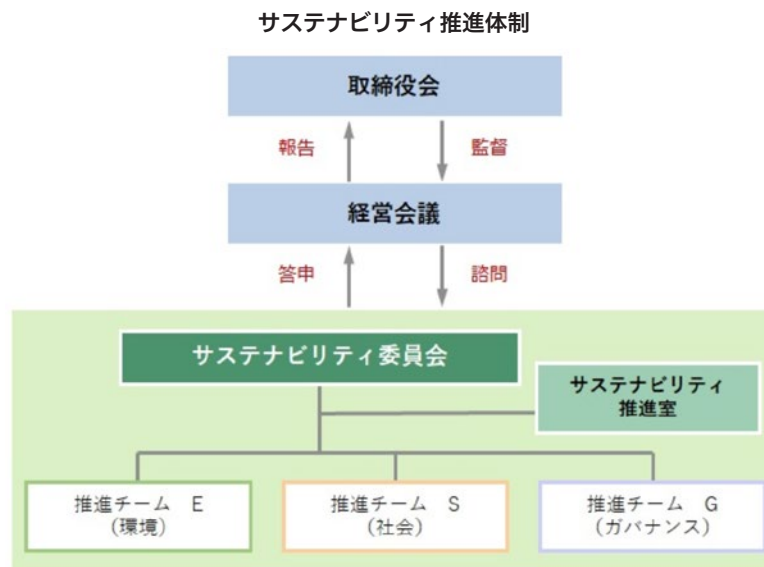 サステナビリティ推進体制
取締役会
報告 監督
経営会議
答申 諮問
サステナビリティ委員会
サステナビリティ
推進室
推進チーム E
(環境)
推進チーム S
(社会)
推進チーム G
(ガバナンス)